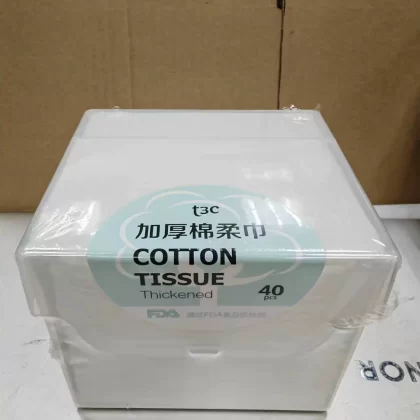 t3C
加厚棉柔巾
COTTON
TISSUE
Thickened
40
pcs
FDA
NOR